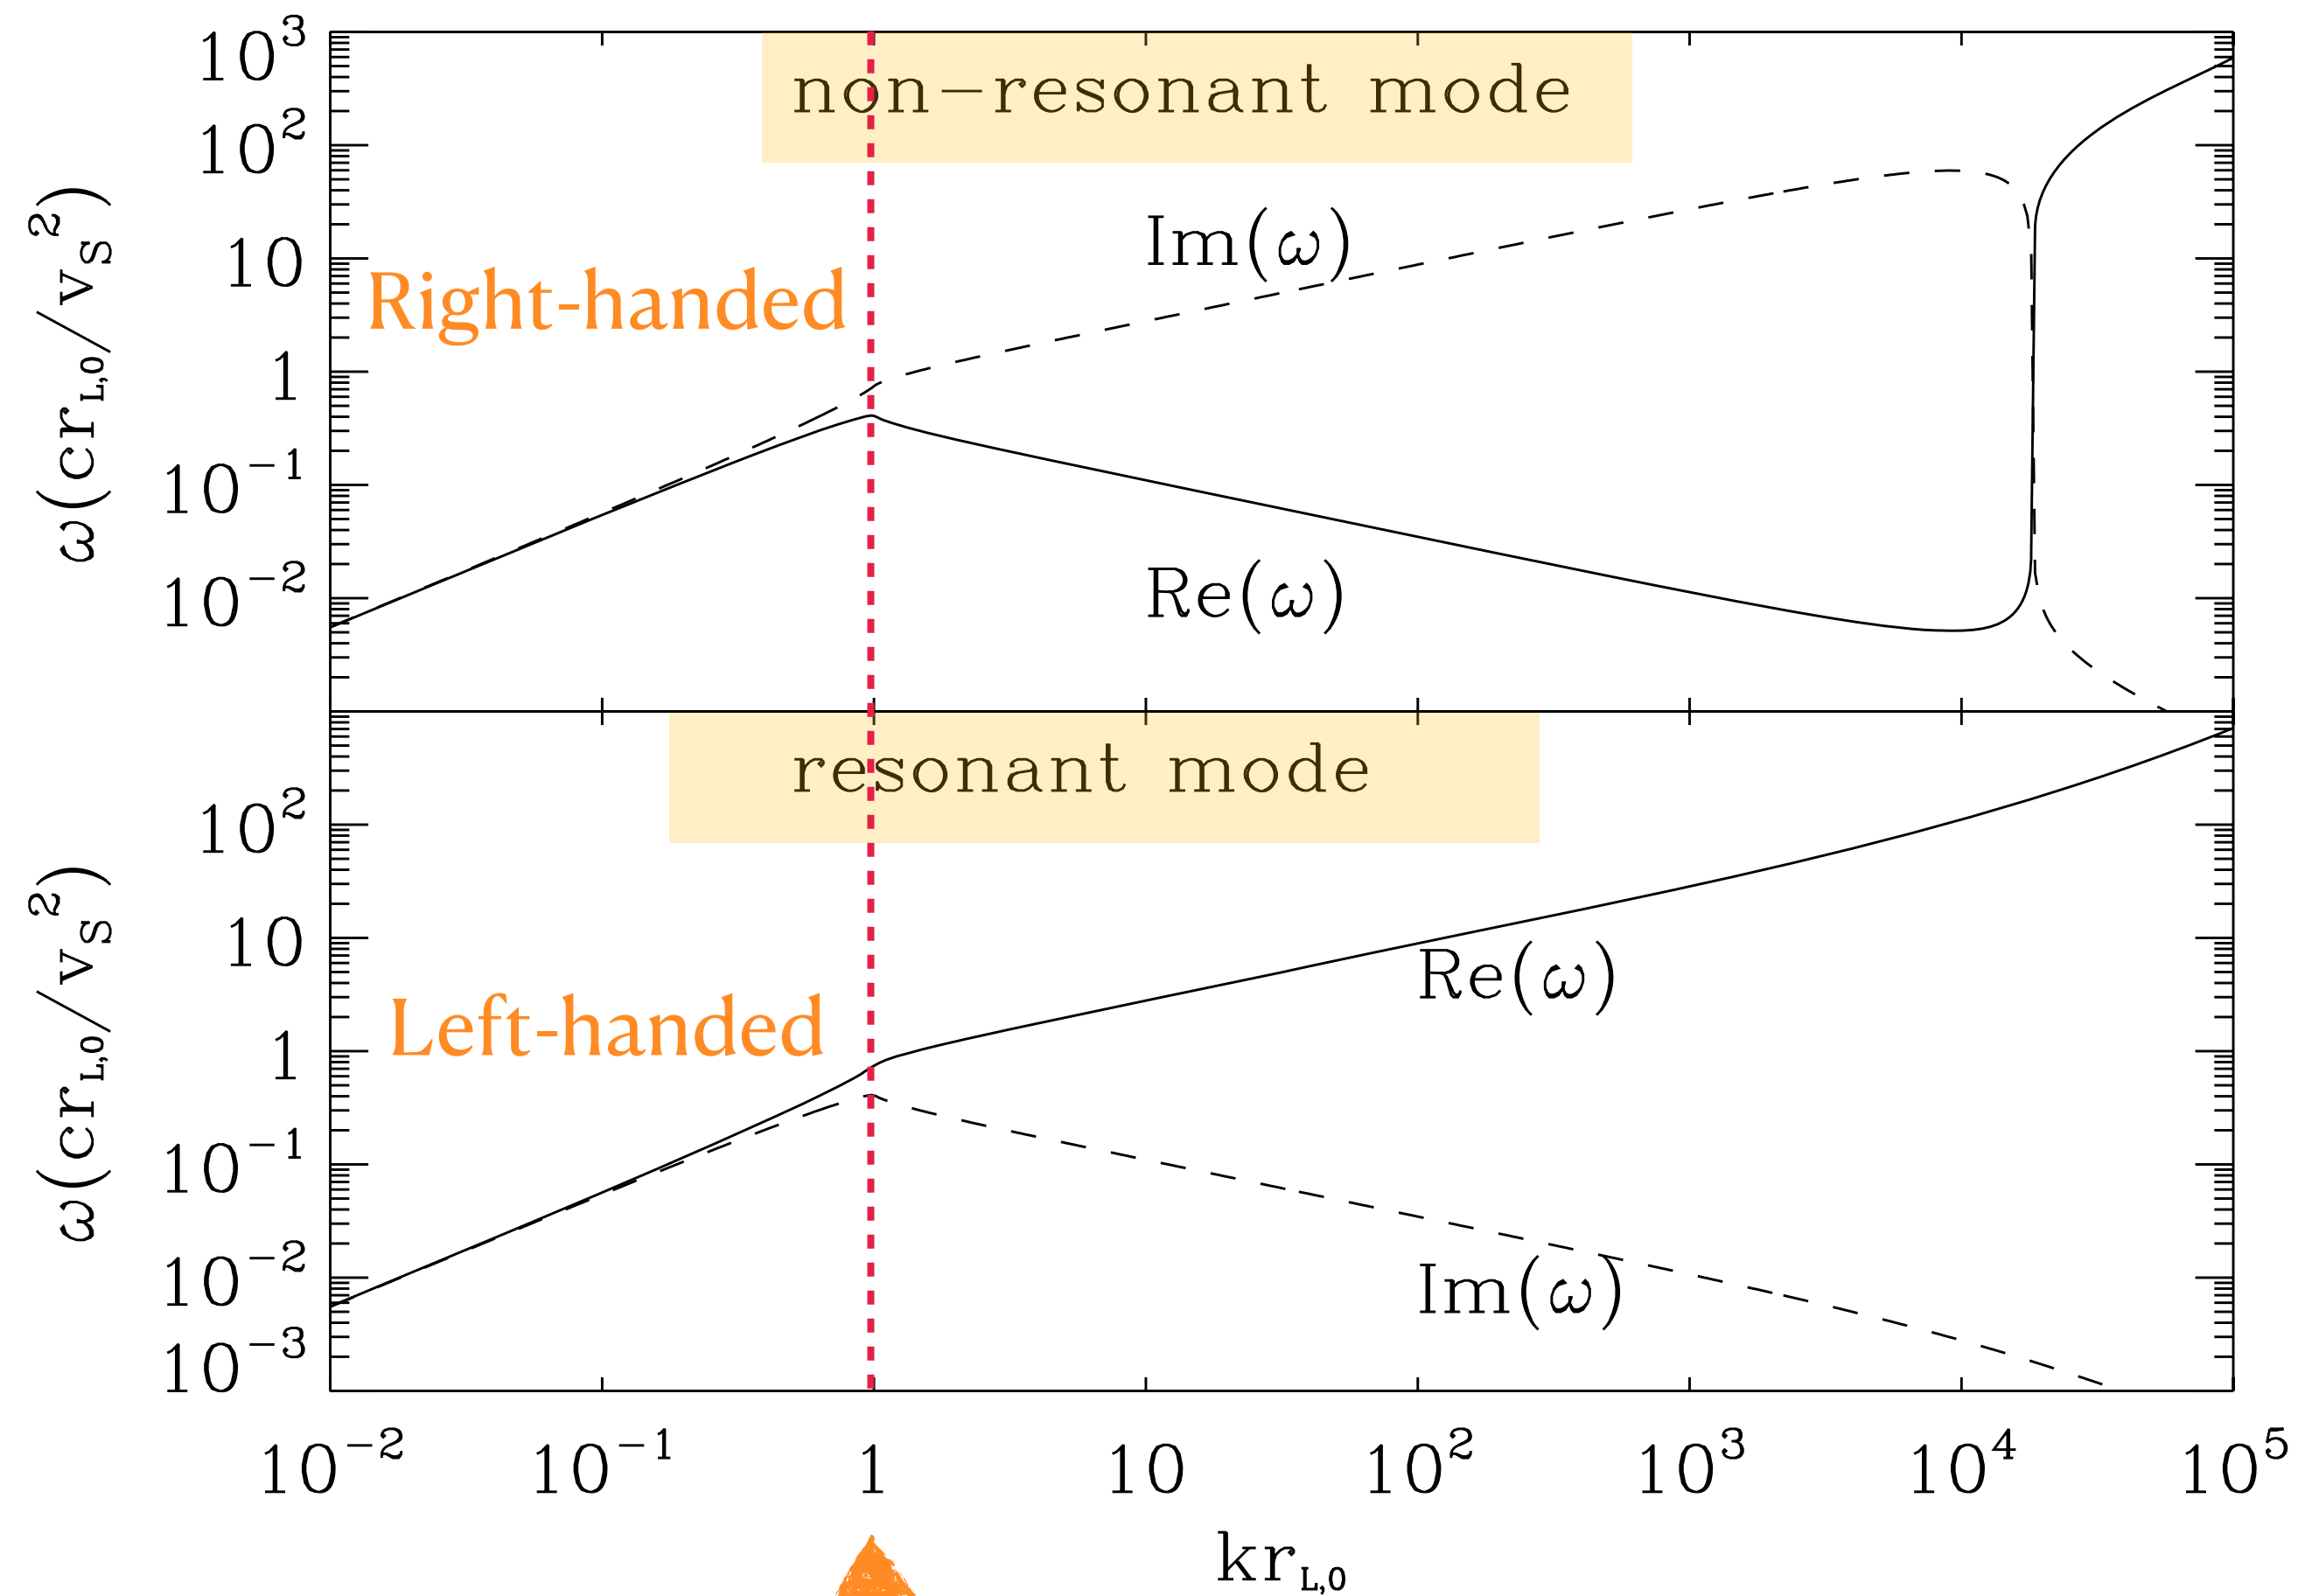 10³
non-resonant mode
10²
Im(ω)
10
Right-handed
1
ω(cr_L,0/v_S²)
10⁻¹
Re(ω)
10⁻²
resonant mode
10²
10
Re(ω)
Left-handed
1
ω(cr_L,0/v_S²)
10⁻¹
10⁻²
Im(ω)
10⁻³
10⁻² 10⁻¹ 1 10 10² 10³ 10⁴ 10⁵
kr_L,0